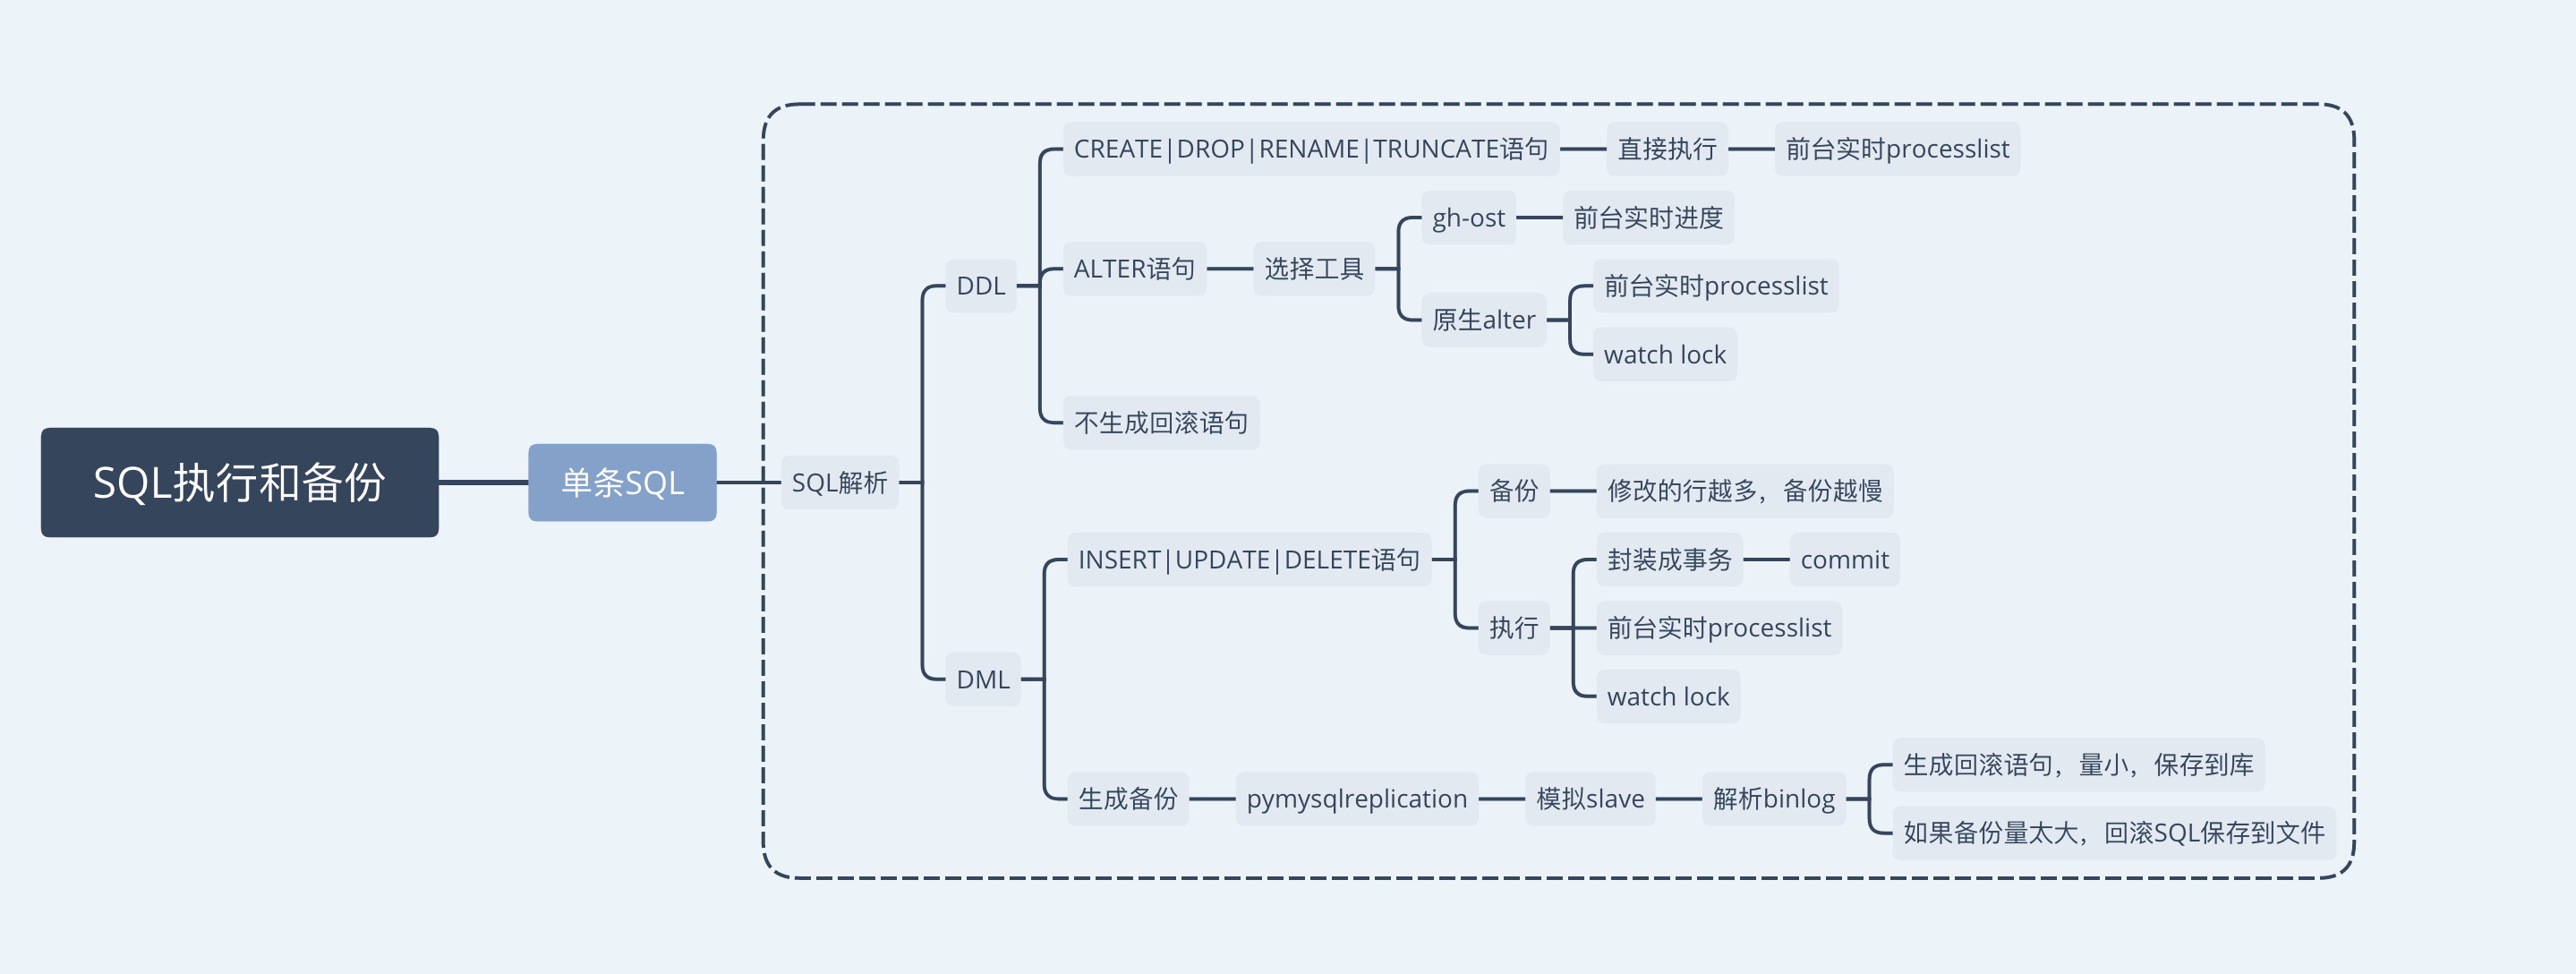 SQL执行和备份
单条SQL
SQL解析
DDL
CREATE|DROP|RENAME|TRUNCATE语句
直接执行
前台实时processlist
ALTER语句
选择工具
gh-ost
前台实时进度
原生alter
前台实时processlist
watch lock
不生成回滚语句
DML
INSERT|UPDATE|DELETE语句
备份
修改的行越多，备份越慢
执行
封装成事务
commit
前台实时processlist
watch lock
生成备份
pymysqlreplication
模拟slave
解析binlog
生成回滚语句，量小，保存到库
如果备份量太大，回滚SQL保存到文件